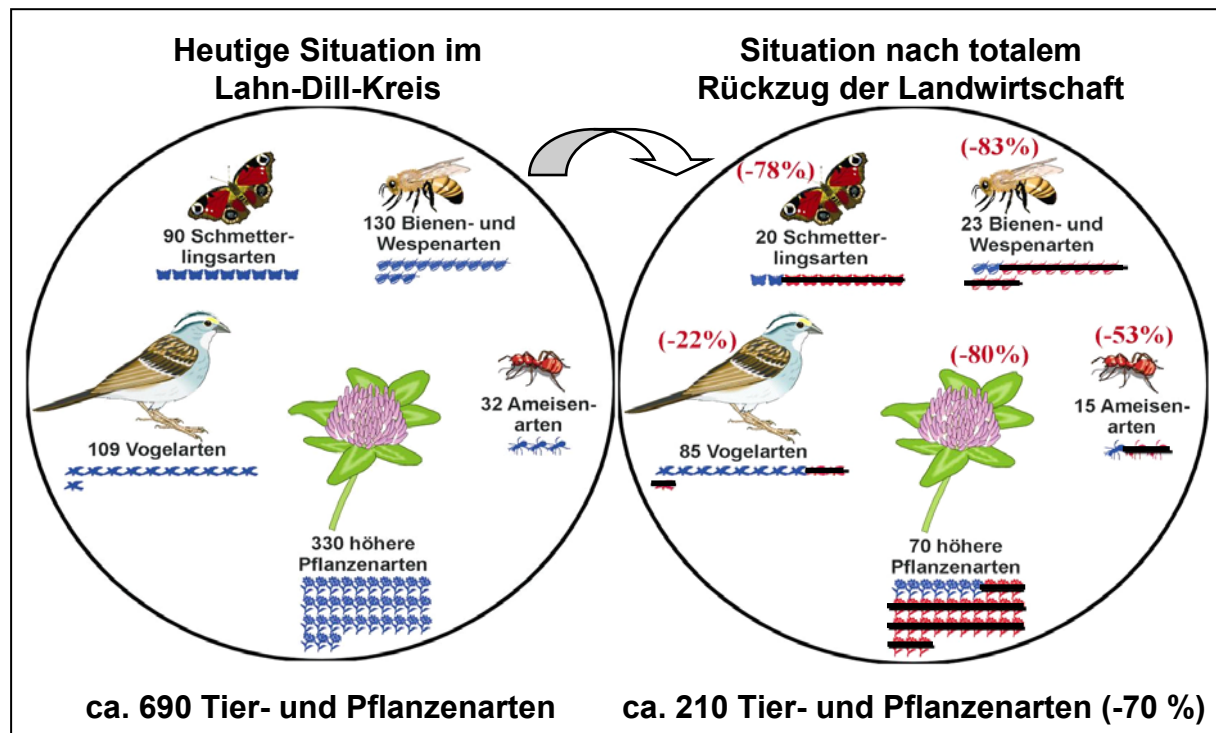 Heutige Situation im
Lahn-Dill-Kreis
90 Schmetter-
lingsarten
130 Bienen- und
Wespenarten
109 Vogelarten
32 Ameisen-
arten
330 höhere
Pflanzenarten
ca. 690 Tier- und Pflanzenarten
Situation nach totalem
Rückzug der Landwirtschaft
(-78%)
20 Schmetter-
lingsarten
(-83%)
23 Bienen- und
Wespenarten
(-22%)
85 Vogelarten
(-80%)
(-53%)
15 Ameisen-
arten
70 höhere
Pflanzenarten
ca. 210 Tier- und Pflanzenarten (-70 %)